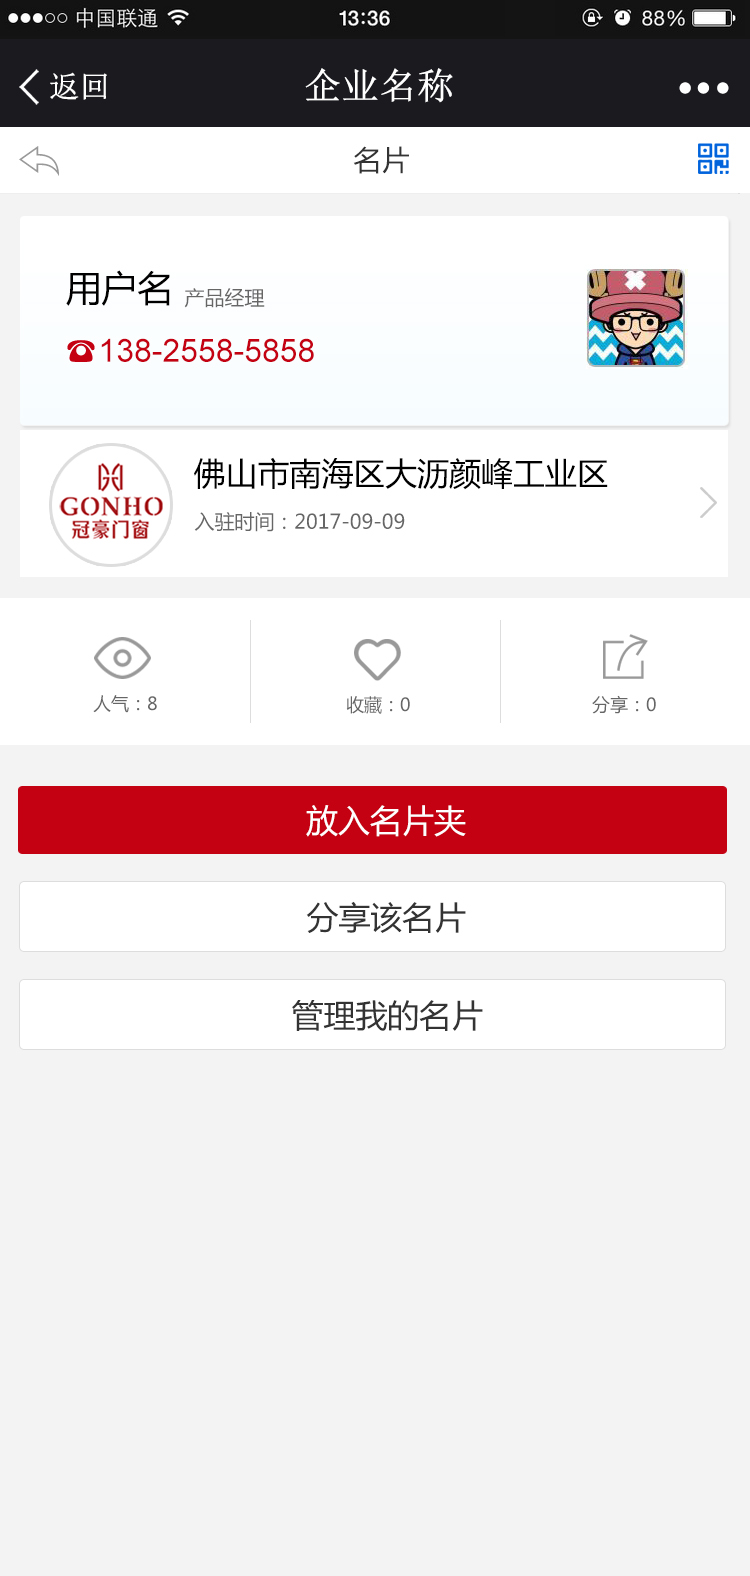 中国联通 13:36 88%
返回 企业名称
名片
用户名 产品经理
138-2558-5858
GONHO
冠豪门窗
佛山市南海区大沥颜峰工业区
入驻时间：2017-09-09
人气：8 收藏：0 分享：0
放入名片夹
分享该名片
管理我的名片